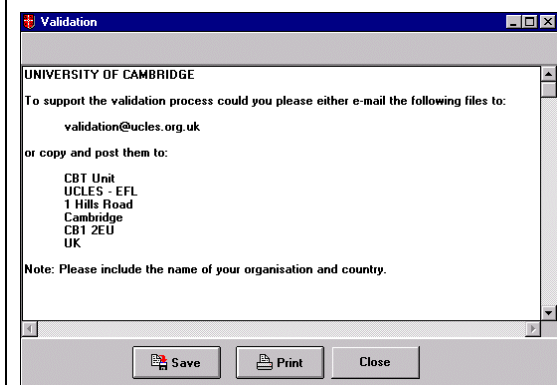 Validation
UNIVERSITY OF CAMBRIDGE
To support the validation process could you please either e-mail the following files to:
validation@ucles.org.uk
or copy and post them to:
CBT Unit
UCLES - EFL
1 Hills Road
Cambridge
CB1 2EU
UK
Note: Please include the name of your organisation and country.
Save
Print
Close